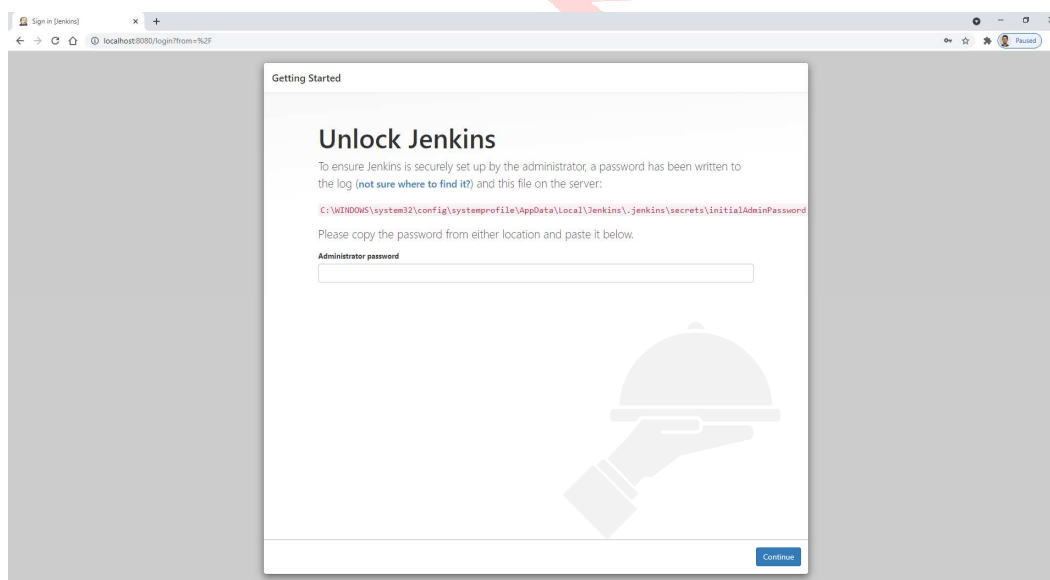 Sign in [Jenkins]
localhost:8080/login?from=%2F
Paused
Getting Started
Unlock Jenkins
To ensure Jenkins is securely set up by the administrator, a password has been written to
the log (not sure where to find it?) and this file on the server:
C:\WINDOWS\system32\config\systemprofile\AppData\Local\Jenkins\.jenkins\secrets\initialAdminPassword
Please copy the password from either location and paste it below.
Administrator password
Continue